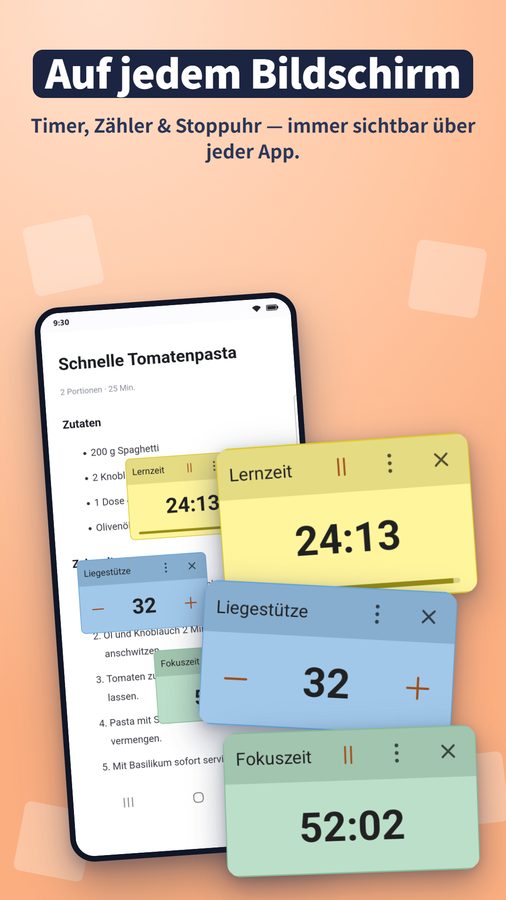 Auf jedem Bildschirm
Timer, Zähler & Stoppuhr — immer sichtbar über
jeder App.
9:30
Schnelle Tomatenpasta
2 Portionen · 25 Min.
Zutaten
• 200 g Spaghetti
• 2 Knobl
• 1 Dose
• Olivenöl
Lernzeit
24:13
Lernzeit
24:13
Liegestütze
32
Liegestütze
32
2. Öl und Knoblauch 2 Min
anschwitzen.
3. Tomaten zu
lassen.
4. Pasta mit S
vermengen.
5. Mit Basilikum sofort servi
Fokuszeit
5
Fokuszeit
52:02